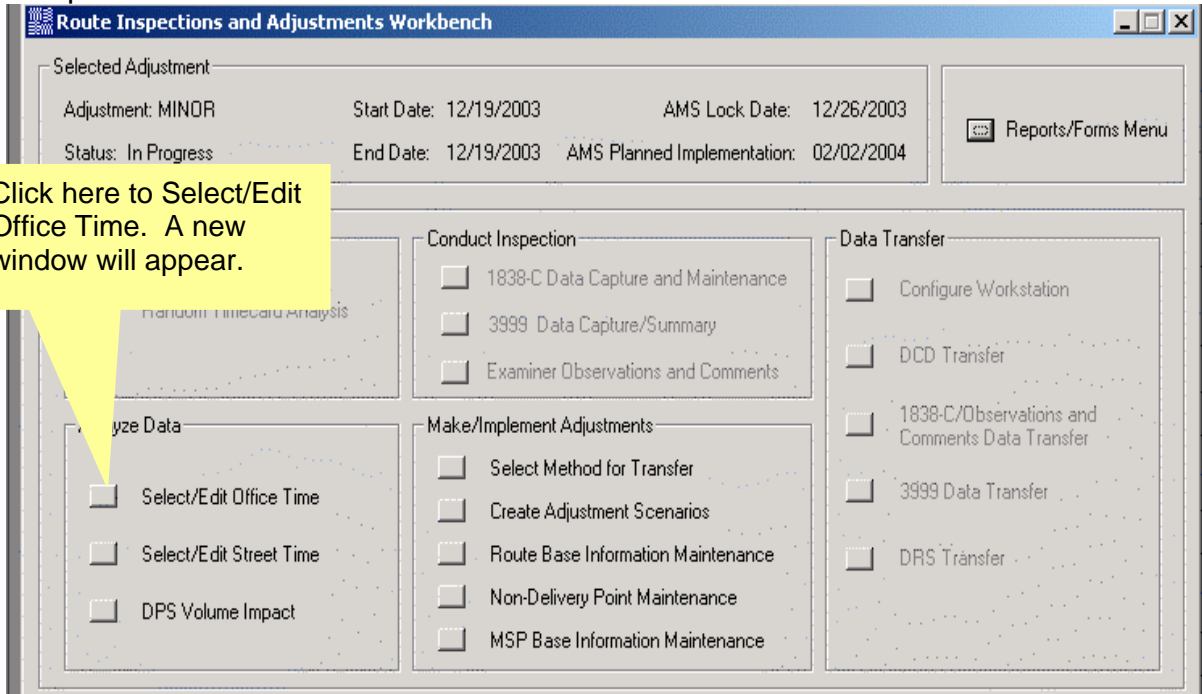 Route Inspections and Adjustments Workbench
Selected Adjustment
Adjustment: MINOR Start Date: 12/19/2003 AMS Lock Date: 12/26/2003
Status: In Progress End Date: 12/19/2003 AMS Planned Implementation: 02/02/2004
Reports/Forms Menu
Click here to Select/Edit
Office Time. A new
window will appear.
Random Timecard Analysis
Conduct Inspection
1838-C Data Capture and Maintenance
3999 Data Capture/Summary
Examiner Observations and Comments
Data Transfer
Configure Workstation
DCD Transfer
1838-C/Observations and
Comments Data Transfer
3999 Data Transfer
DRS Transfer
Data
Select/Edit Office Time
Select/Edit Street Time
DPS Volume Impact
Make/Implement Adjustments
Select Method for Transfer
Create Adjustment Scenarios
Route Base Information Maintenance
Non-Delivery Point Maintenance
MSP Base Information Maintenance